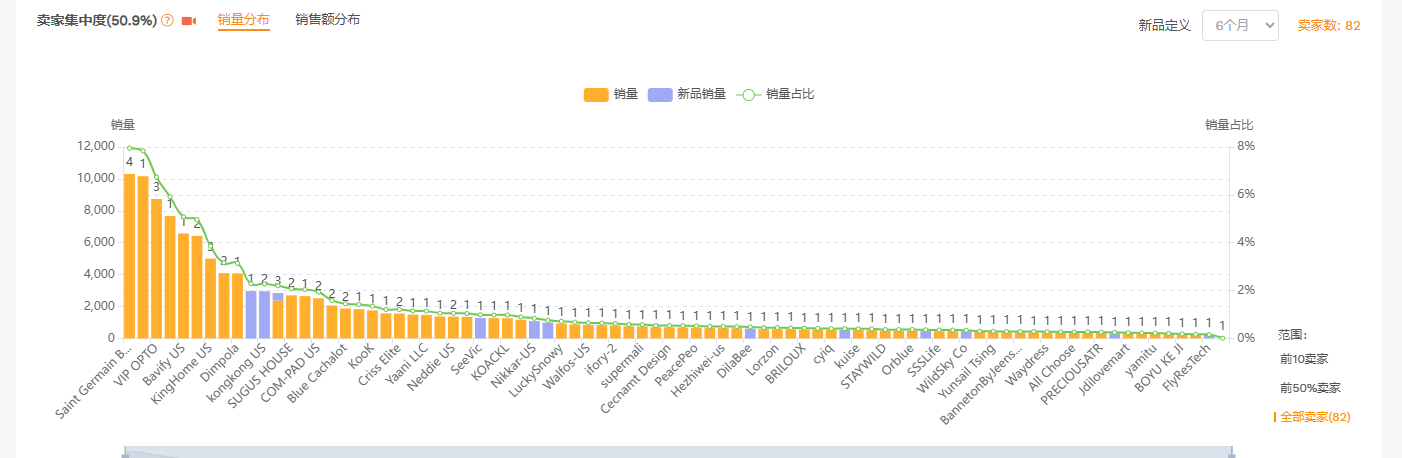 卖家集中度(50.9%) ? 销量分布 销售额分布 新品定义 6个月 卖家数: 82
销量 新品销量 销量占比
销量 销量占比
12,000 8%
10,000
8,000 6%
6,000 4%
4,000
2,000 2%
0 0%
4 1 3 1 1 2 3 2 1 1 2 3 2 1 2 2 2 1 1 1 2 1 1 1 2 1 1 1 1 1 1 1 1 1 1 1 1 1 1 1 1 1 1 1 1 1 1 1 1 1 1 1 1 1 1 1 1 1 1 1 1 1 1 1 1 1 1 1 1 1 1 1 1 1 1 1 1 1 1 1 1 1
Saint Germain B...
VIP OPTO
Bavify US
KingHome US
Dimpola
kongkong US
SUGUS HOUSE
COM-PAD US
Blue Cachalot
KooK
Criss Elite
Yaani LLC
Neddie US
SeeVic
KOACKL
Nikkar-US
LuckySnowy
Walfos-US
ifory-2
supermali
Cecnamt Design
PeacePeo
Hezhiwei-us
DilaBee
Lorzon
BRILOUX
cyiq
kuise
STAYWILD
Orblue
SSSLife
WildSky Co
Yunsail Tsing
BannetonByJeens...
Waydress
All Choose
PRECIOUSATR
Jdilovemart
yamitu
BOYU KE JI
FlyResTech
范围:
前10卖家
前50%卖家
全部卖家(82)